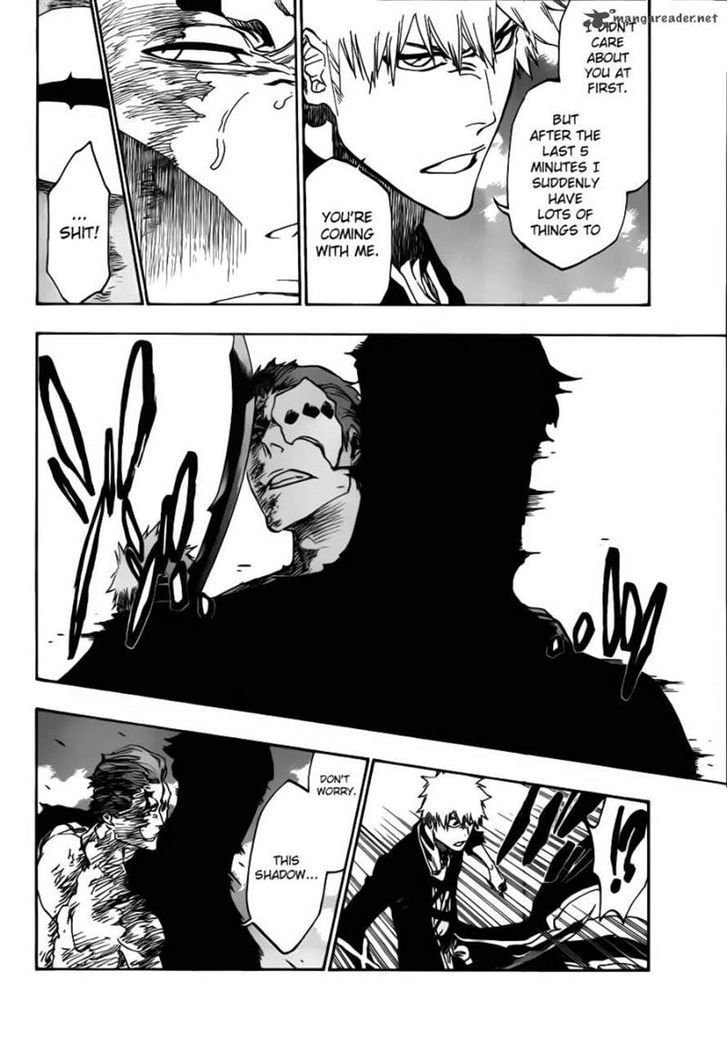 mangareader.net
I DIDN'T
CARE
ABOUT
YOU AT
FIRST.
BUT
AFTER THE
LAST 5
MINUTES I
SUDDENLY
HAVE
LOTS OF
THINGS TO
YOU'RE
COMING
WITH ME.
...
SHIT!
!?
DON'T
WORRY.
THIS
SHADOW...